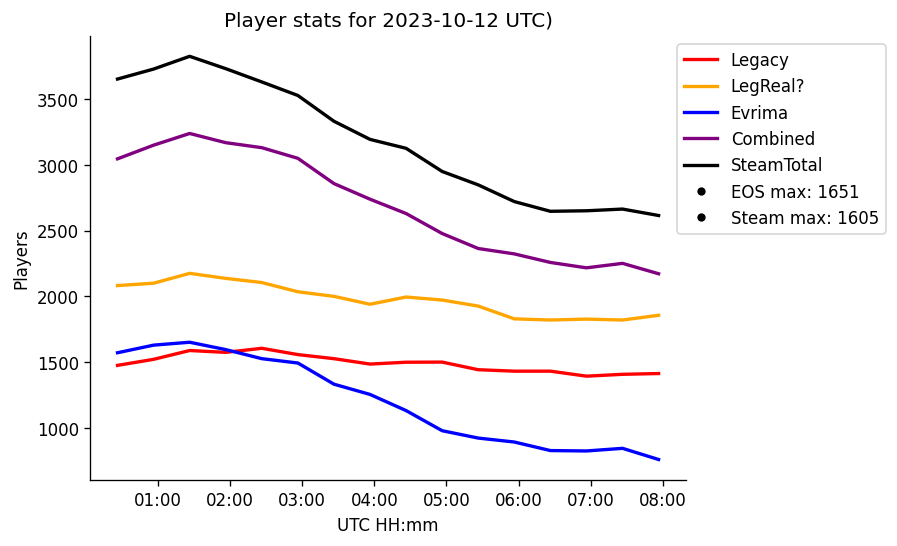 Player stats for 2023-10-12 UTC)
Legacy
LegReal?
Evrima
Combined
SteamTotal
EOS max: 1651
Steam max: 1605
Players
3500
3000
2500
2000
1500
1000
01:00 02:00 03:00 04:00 05:00 06:00 07:00 08:00
UTC HH:mm